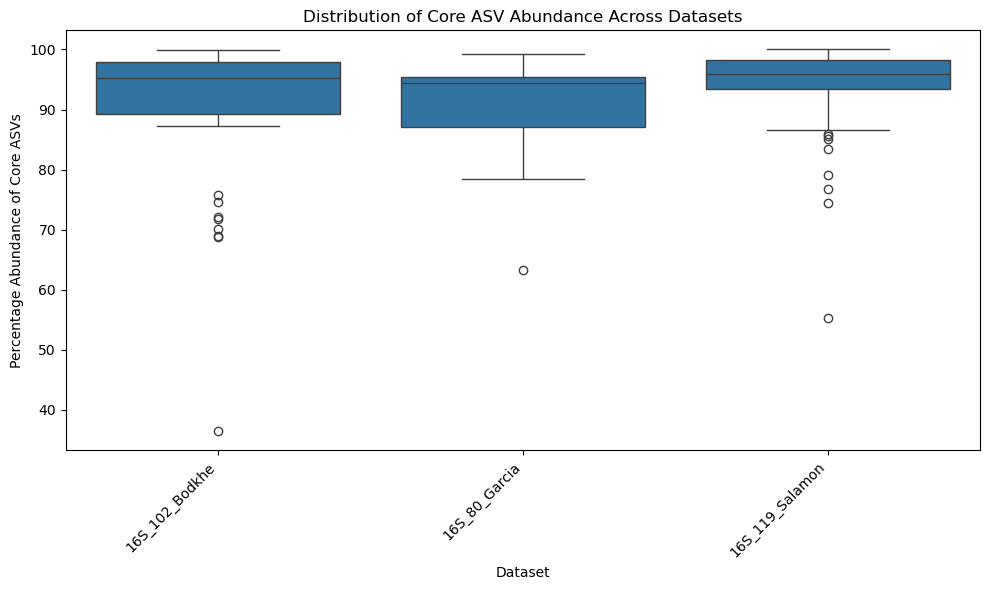 Distribution of Core ASV Abundance Across Datasets
Percentage Abundance of Core ASVs
100
90
80
70
60
50
40
16S_102_Bodkhe
16S_80_Garcia
16S_119_Salamon
Dataset